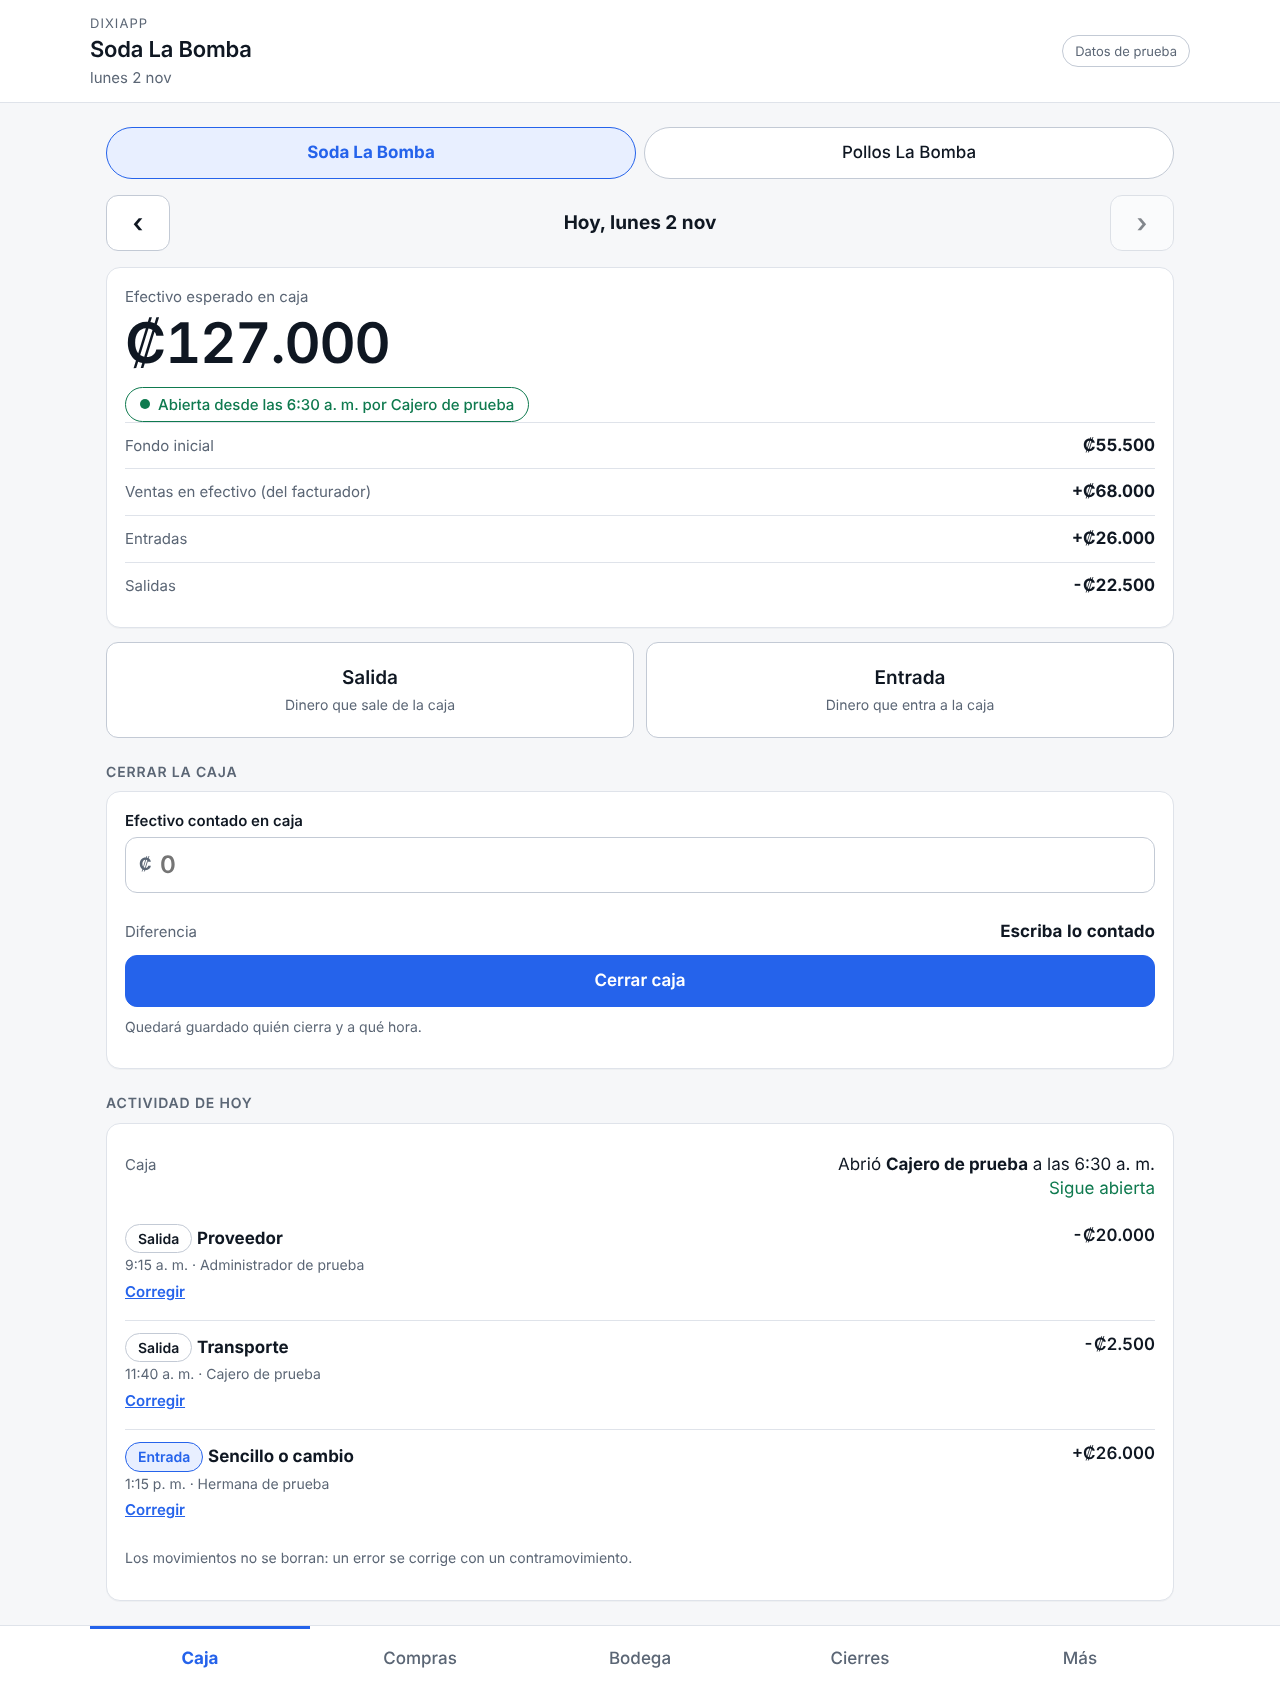 DIXIAPP
Soda La Bomba
lunes 2 nov
Datos de prueba
Soda La Bomba
Pollos La Bomba
‹
Hoy, lunes 2 nov
›
Efectivo esperado en caja
₡127.000
Abierta desde las 6:30 a. m. por Cajero de prueba
Fondo inicial
₡55.500
Ventas en efectivo (del facturador)
+₡68.000
Entradas
+₡26.000
Salidas
-₡22.500
Salida
Dinero que sale de la caja
Entrada
Dinero que entra a la caja
CERRAR LA CAJA
Efectivo contado en caja
₡ 0
Diferencia
Escriba lo contado
Cerrar caja
Quedará guardado quién cierra y a qué hora.
ACTIVIDAD DE HOY
Caja
Abrió Cajero de prueba a las 6:30 a. m.
Sigue abierta
Salida Proveedor
-₡20.000
9:15 a. m. · Administrador de prueba
Corregir
Salida Transporte
-₡2.500
11:40 a. m. · Cajero de prueba
Corregir
Entrada Sencillo o cambio
+₡26.000
1:15 p. m. · Hermana de prueba
Corregir
Los movimientos no se borran: un error se corrige con un contramovimiento.
Caja
Compras
Bodega
Cierres
Más